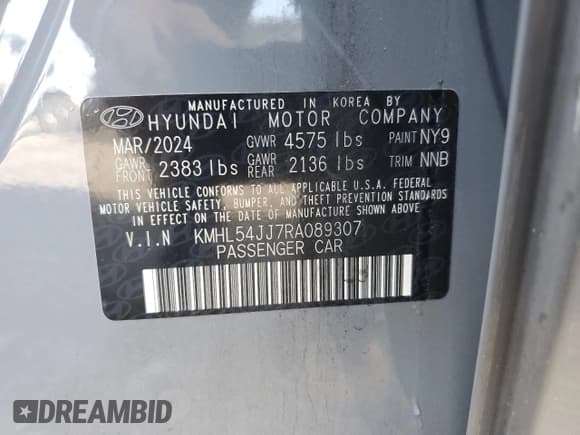 MANUFACTURED IN KOREA BY
HYUNDAI MOTOR COMPANY
MAR/2024 GVWR 4575 lbs PAINT NY9
GAWR FRONT 2383 lbs GAWR REAR 2136 lbs TRIM NNB
THIS VEHICLE CONFORMS TO ALL APPLICABLE U.S.A. FEDERAL
MOTOR VEHICLE SAFETY, BUMPER, AND THEFT PREVENTION STANDARDS
IN EFFECT ON THE DATE OF MANUFACTURE SHOWN ABOVE.
V.I.N KMHL54JJ7RA089307
PASSENGER CAR
DREAMBID